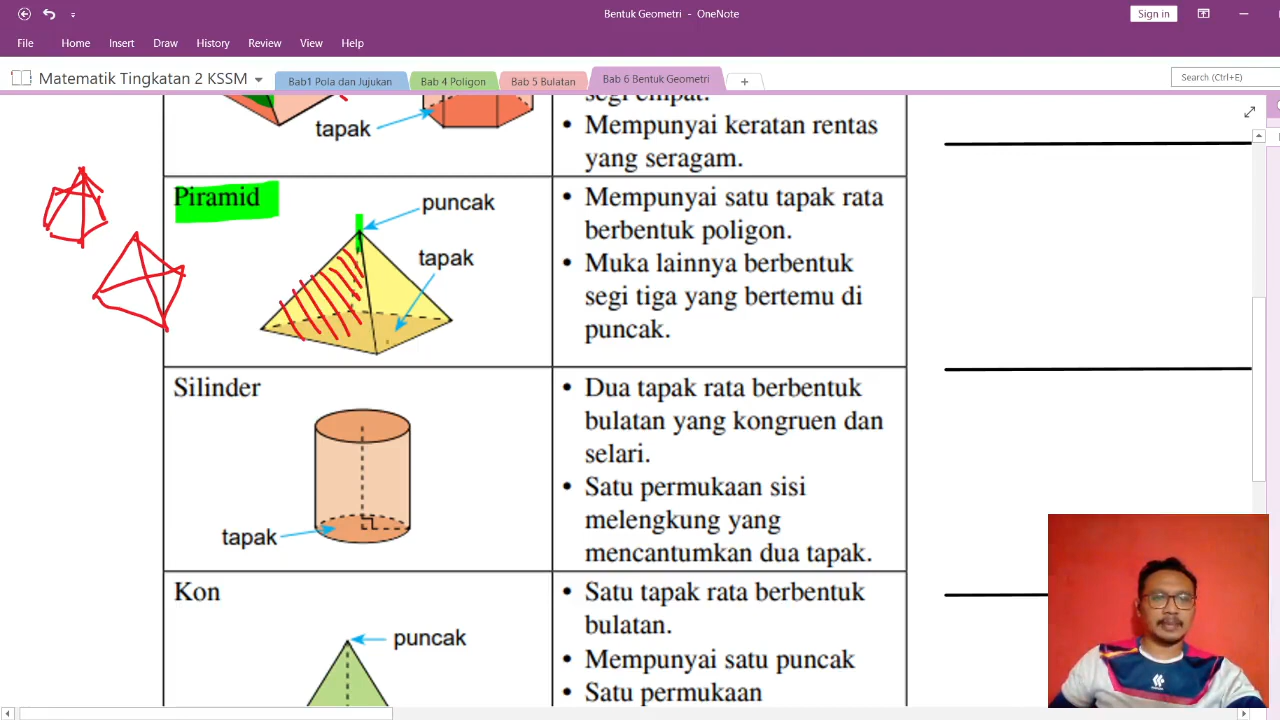 Bentuk Geometri - OneNote
Sign in
File Home Insert Draw History Review View Help
Matematik Tingkatan 2 KSSM
Bab1 Pola dan Jujukan
Bab 4 Poligon
Bab 5 Bulatan
Bab 6 Bentuk Geometri
Search (Ctrl+E)
tapak
segi empat.
• Mempunyai keratan rentas
yang seragam.
Piramid
puncak
tapak
• Mempunyai satu tapak rata
berbentuk poligon.
• Muka lainnya berbentuk
segi tiga yang bertemu di
puncak.
Silinder
tapak
• Dua tapak rata berbentuk
bulatan yang kongruen dan
selari.
• Satu permukaan sisi
melengkung yang
mencantumkan dua tapak.
Kon
puncak
• Satu tapak rata berbentuk
bulatan.
• Mempunyai satu puncak
• Satu permukaan